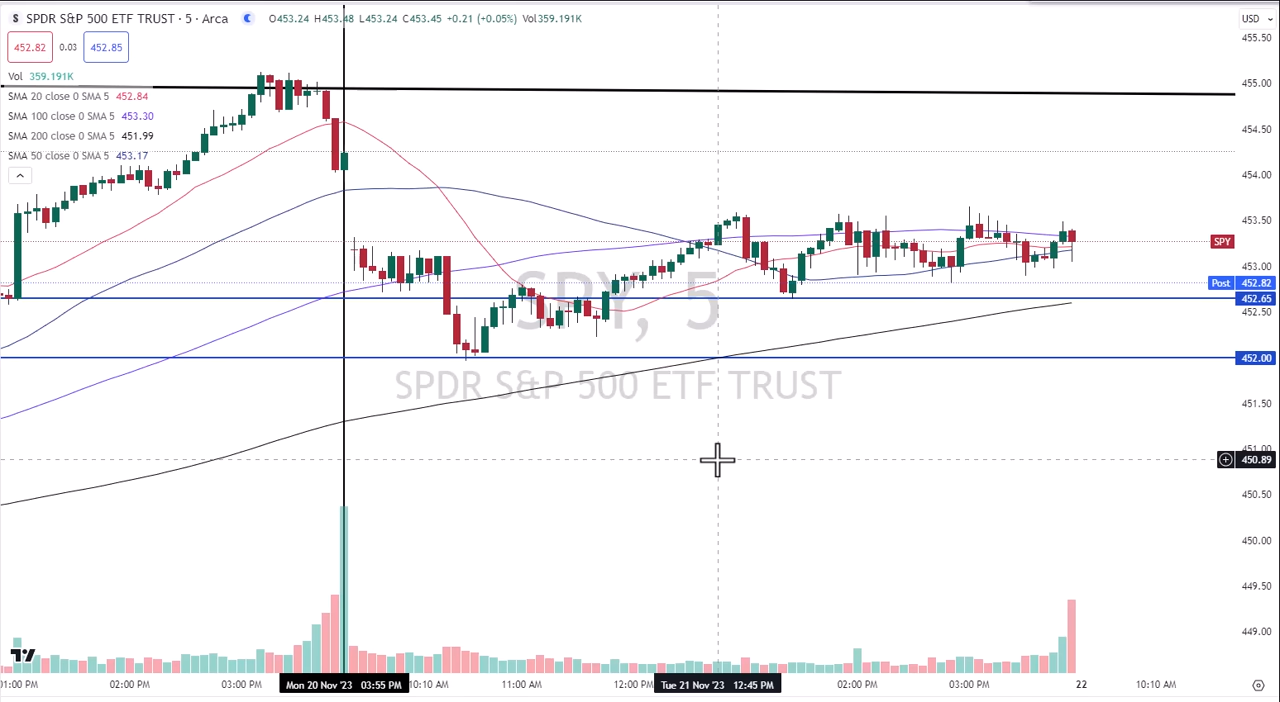 S SPDR S&P 500 ETF TRUST · 5 · Arca O453.24 H453.48 L453.24 C453.45 +0.21 (+0.05%) Vol359.191K USD
452.82 0.03 452.85
Vol 359.191K
SMA 20 close 0 SMA 5 452.84
SMA 100 close 0 SMA 5 453.30
SMA 200 close 0 SMA 5 451.99
SMA 50 close 0 SMA 5 453.17
455.50
455.00
454.50
454.00
453.50
SPY
453.00
Post 452.82
452.65
452.50
452.00
451.50
451.00
450.89
450.50
450.00
449.50
449.00
SPY, 5
SPDR S&P 500 ETF TRUST
01:00 PM 02:00 PM 03:00 PM Mon 20 Nov '23 03:55 PM 10:10 AM 11:00 AM 12:00 PM Tue 21 Nov '23 12:45 PM 02:00 PM 03:00 PM 22 10:10 AM